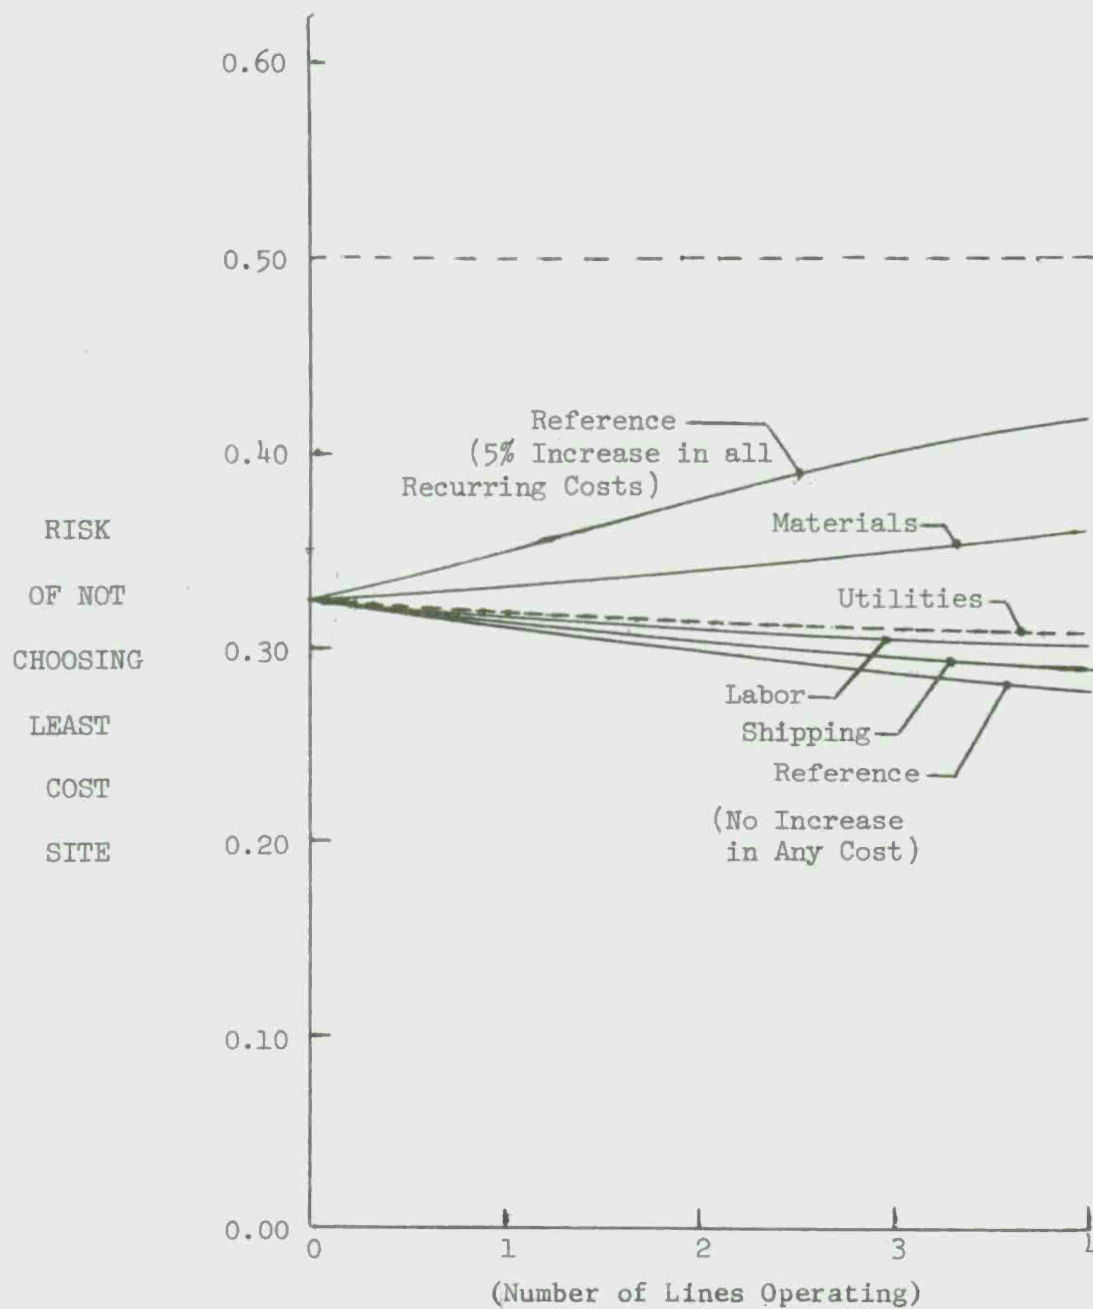 0.60
0.50
0.40
0.30
0.20
0.10
0.00
RISK
OF NOT
CHOOSING
LEAST
COST
SITE
Reference
(5% Increase in all
Recurring Costs)
Materials
Utilities
Labor
Shipping
Reference
(No Increase
in Any Cost)
0 1 2 3 4
(Number of Lines Operating)